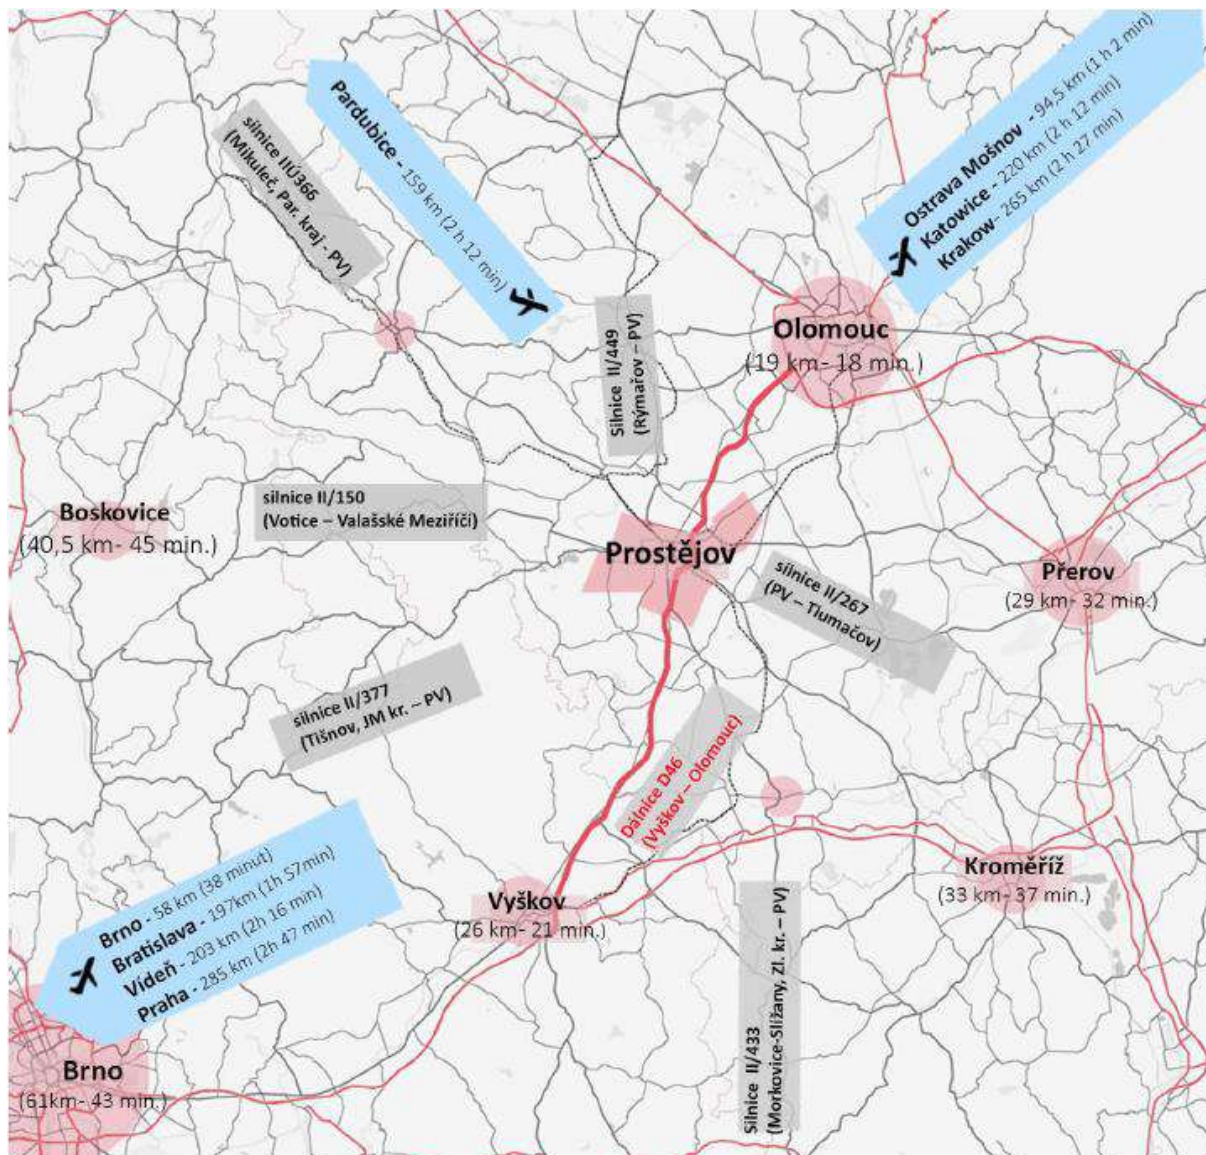 Pardubice - 159 km (2 h 12 min)
silnice IIÚ366
(Mikuleč, Par. kraj - PV)
Ostrava Mošnov - 94,5 km (1 h 2 min)
Katowice - 220 km (2 h 12 min)
Krakow- 265 km (2 h 27 min)
Silnice II/449
(Rýmařov – PV)
Olomouc
(19 km- 18 min.)
silnice II/150
(Votice – Valašské Meziříčí)
Boskovice
(40,5 km- 45 min.)
Prostějov
silnice II/267
(PV – Tlumačov)
Přerov
(29 km- 32 min.)
silnice II/377
(Tišnov, JM kr. – PV)
Dálnice D46
(Vyškov – Olomouc)
Brno - 58 km (38 minut)
Bratislava - 197km (1h 57min)
Vídeň - 203 km (2h 16 min)
Praha - 285 km (2h 47 min)
Vyškov
(26 km- 21 min.)
Kroměříž
(33 km- 37 min.)
Silnice II/433
(Morkovice-Slížany, Zl. kr. – PV)
Brno
(61km- 43 min.)